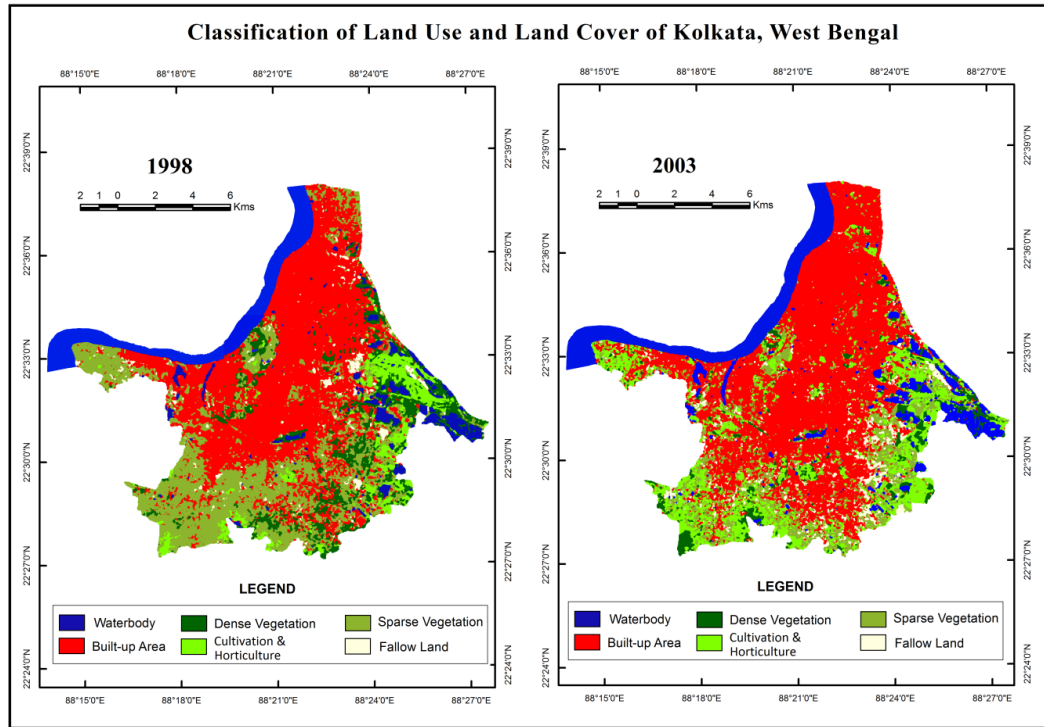 Classification of Land Use and Land Cover of Kolkata, West Bengal
88°15'0"E 88°18'0"E 88°21'0"E 88°24'0"E 88°27'0"E
22°39'0"N
22°36'0"N
22°33'0"N
22°30'0"N
22°27'0"N
22°24'0"N
1998
2 1 0 2 4 6
Kms
22°39'0"N
22°36'0"N
22°33'0"N
22°30'0"N
22°27'0"N
22°24'0"N
LEGEND
Waterbody Dense Vegetation Sparse Vegetation
Built-up Area Cultivation & Fallow Land
Horticulture
88°15'0"E 88°18'0"E 88°21'0"E 88°24'0"E 88°27'0"E
88°15'0"E 88°18'0"E 88°21'0"E 88°24'0"E 88°27'0"E
22°39'0"N
22°36'0"N
22°33'0"N
22°30'0"N
22°27'0"N
22°24'0"N
2003
2 1 0 2 4 6
Kms
22°39'0"N
22°36'0"N
22°33'0"N
22°30'0"N
22°27'0"N
22°24'0"N
LEGEND
Waterbody Dense Vegetation Sparse Vegetation
Built-up Area Cultivation & Fallow Land
Horticulture
88°15'0"E 88°18'0"E 88°21'0"E 88°24'0"E 88°27'0"E